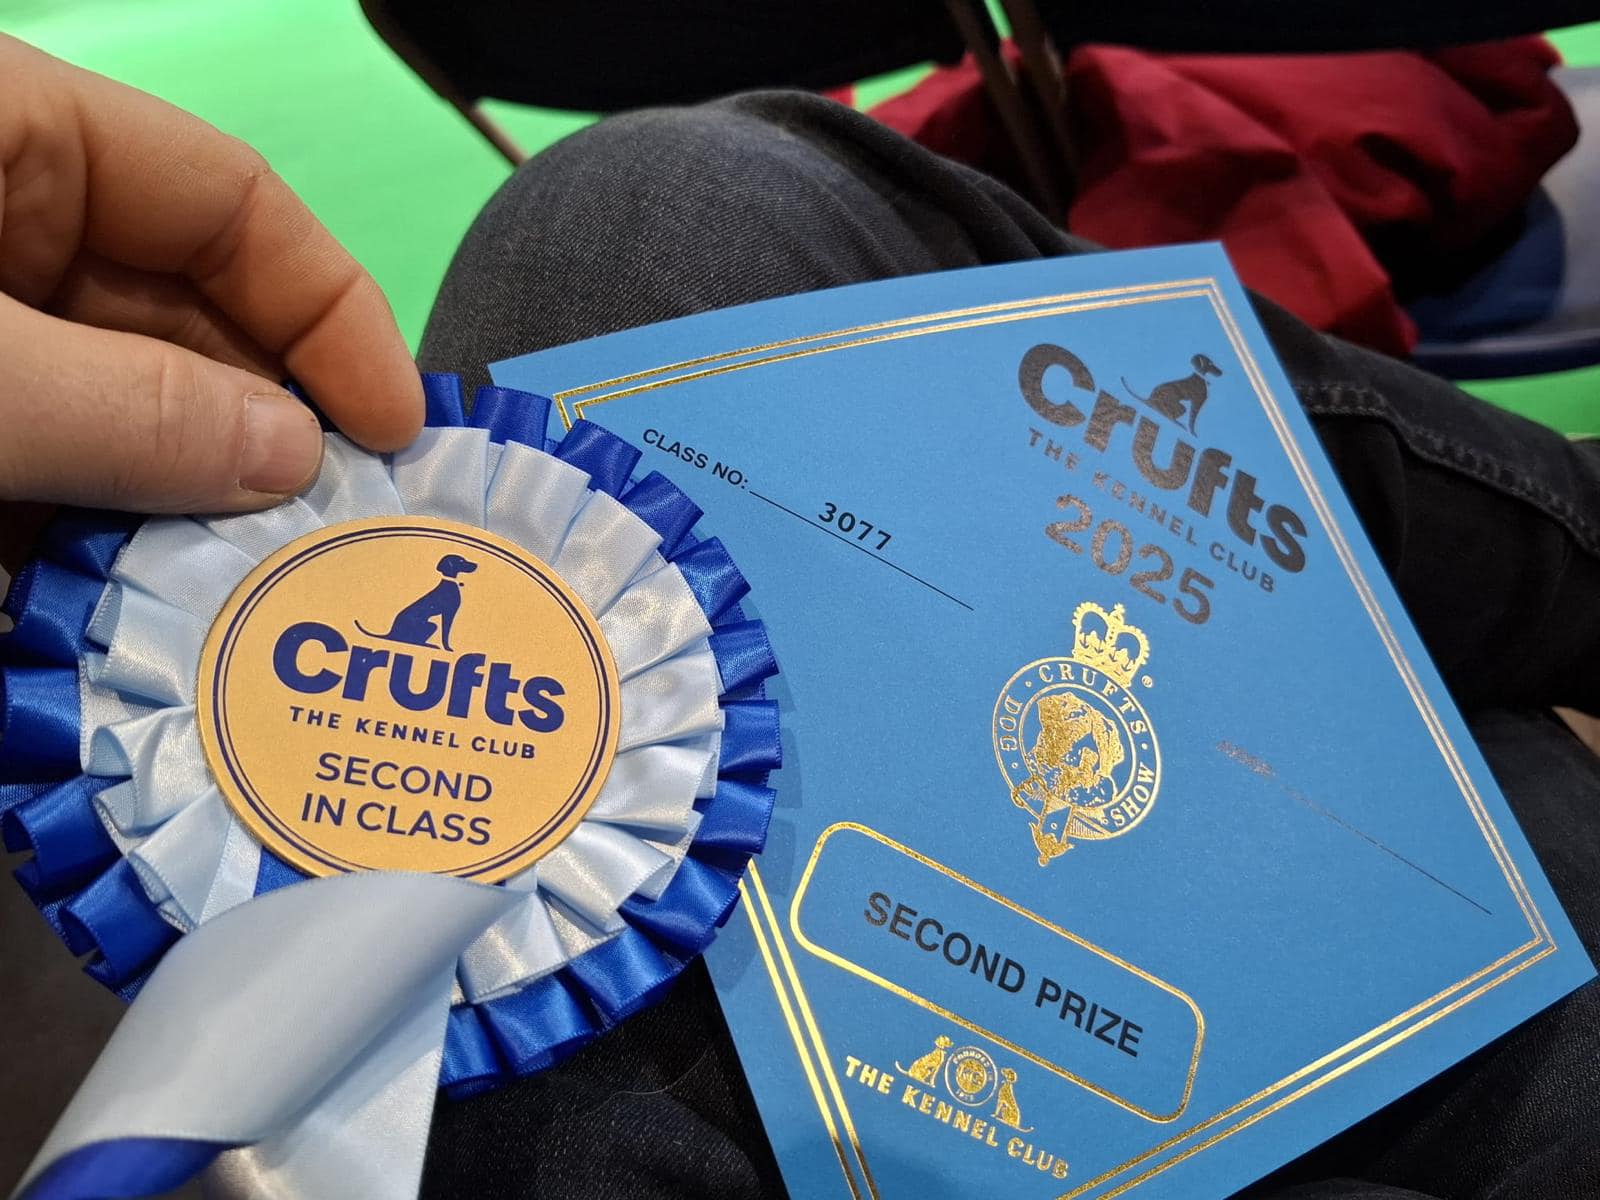 Crufts
THE KENNEL CLUB
SECOND
IN CLASS
CLASS NO:
3077
Crufts
THE KENNEL CLUB
2025
CRUFTS
DOG
SHOW
®
SECOND PRIZE
THE KENNEL CLUB